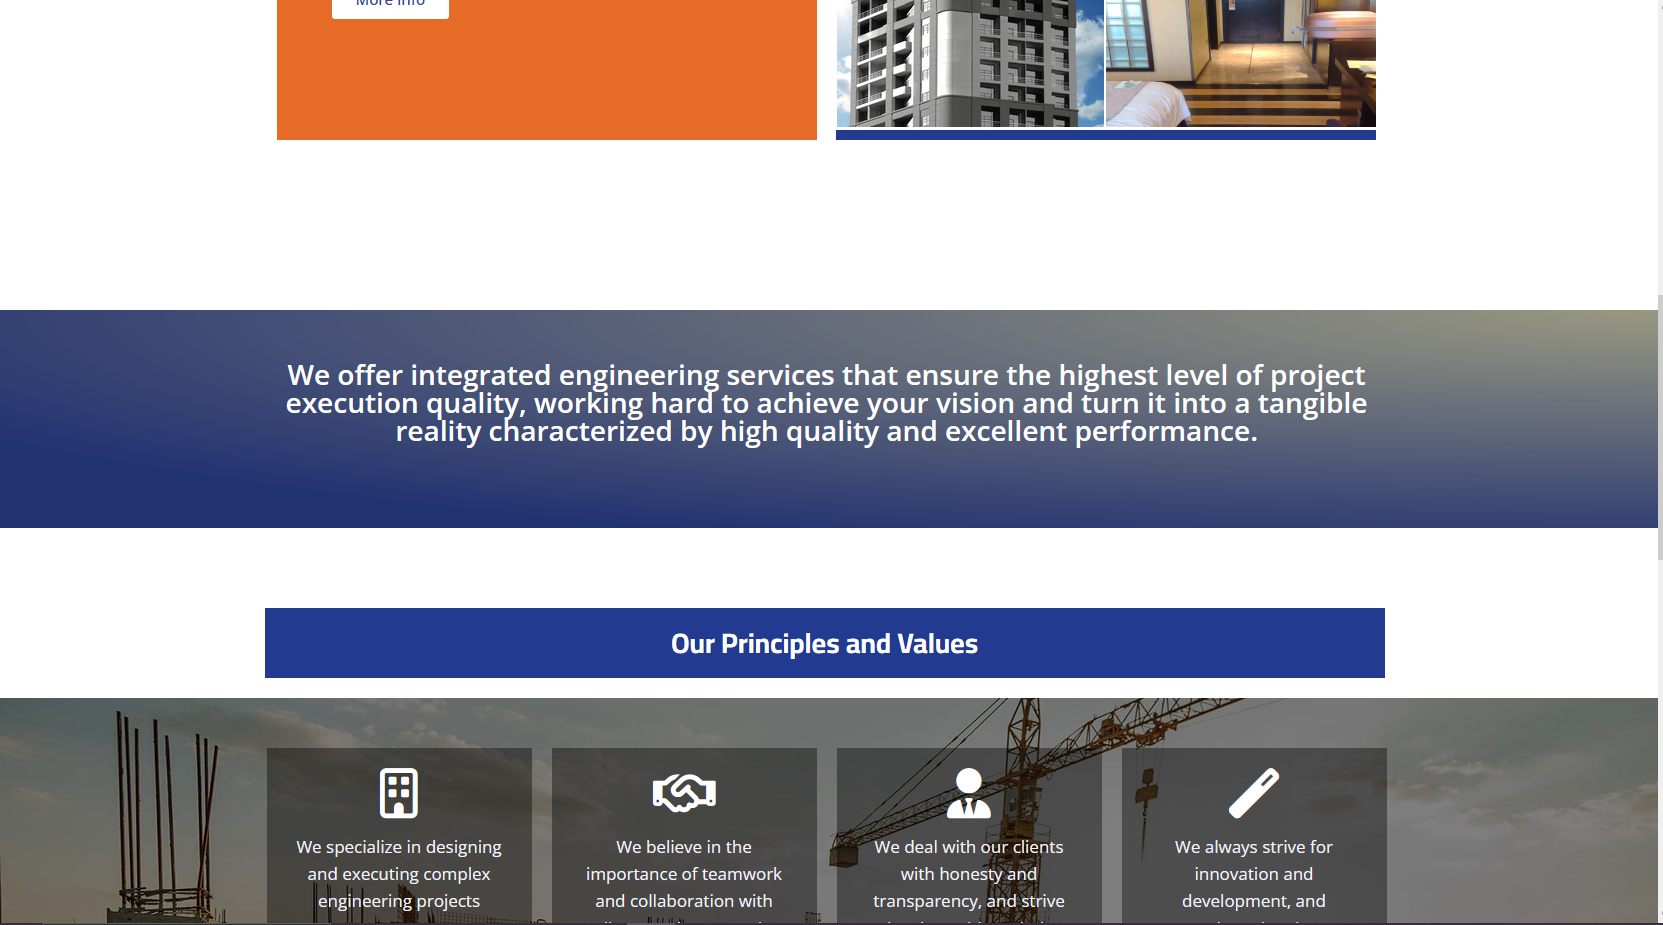 More Info
We offer integrated engineering services that ensure the highest level of project
execution quality, working hard to achieve your vision and turn it into a tangible
reality characterized by high quality and excellent performance.
Our Principles and Values
We specialize in designing
and executing complex
engineering projects
We believe in the
importance of teamwork
and collaboration with
We deal with our clients
with honesty and
transparency, and strive
We always strive for
innovation and
development, and